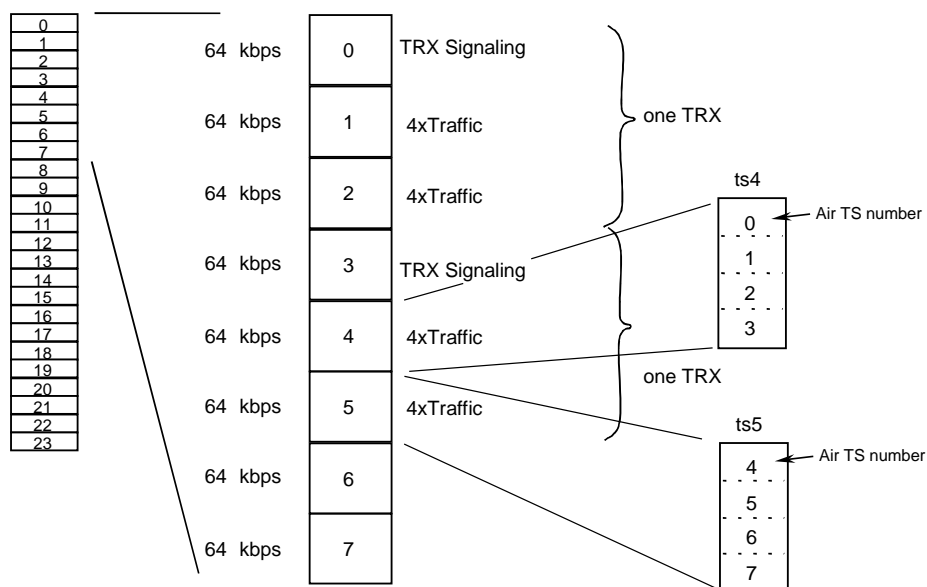 0
1
2
3
4
5
6
7
8
9
10
11
12
13
14
15
16
17
18
19
20
21
22
23
64 kbps 0 TRX Signaling
64 kbps 1 4xTraffic
64 kbps 2 4xTraffic
one TRX
64 kbps 3 TRX Signaling
64 kbps 4 4xTraffic
64 kbps 5 4xTraffic
one TRX
64 kbps 6
64 kbps 7
ts4
0 Air TS number
1
2
3
ts5
4 Air TS number
5
6
7